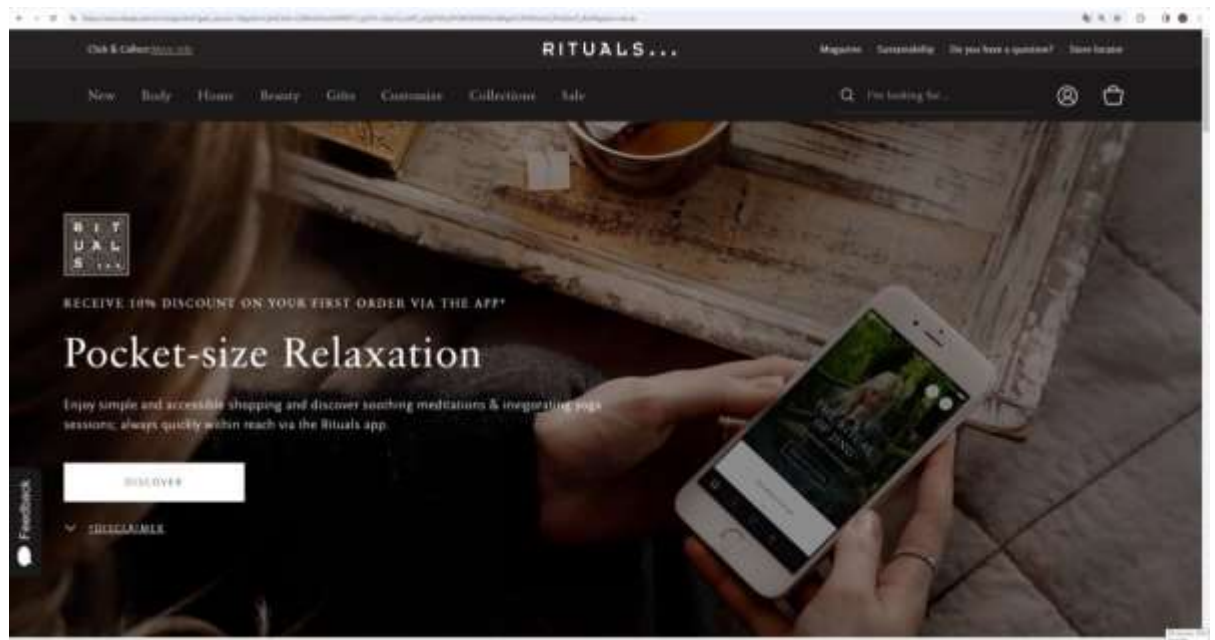 Click & Collect More info
RITUALS...
Magazine Sustainability Do you have a question? Store locator
New Body Home Beauty Gifts Customize Collections Sale
I'm looking for...
R I T
U A L
S ...
RECEIVE 10% DISCOUNT ON YOUR FIRST ORDER VIA THE APP*
Pocket-size Relaxation
Enjoy simple and accessible shopping and discover soothing meditations & invigorating yoga
sessions; always quickly within reach via the Rituals app.
DISCOVER
*DISCLAIMER
Feedback